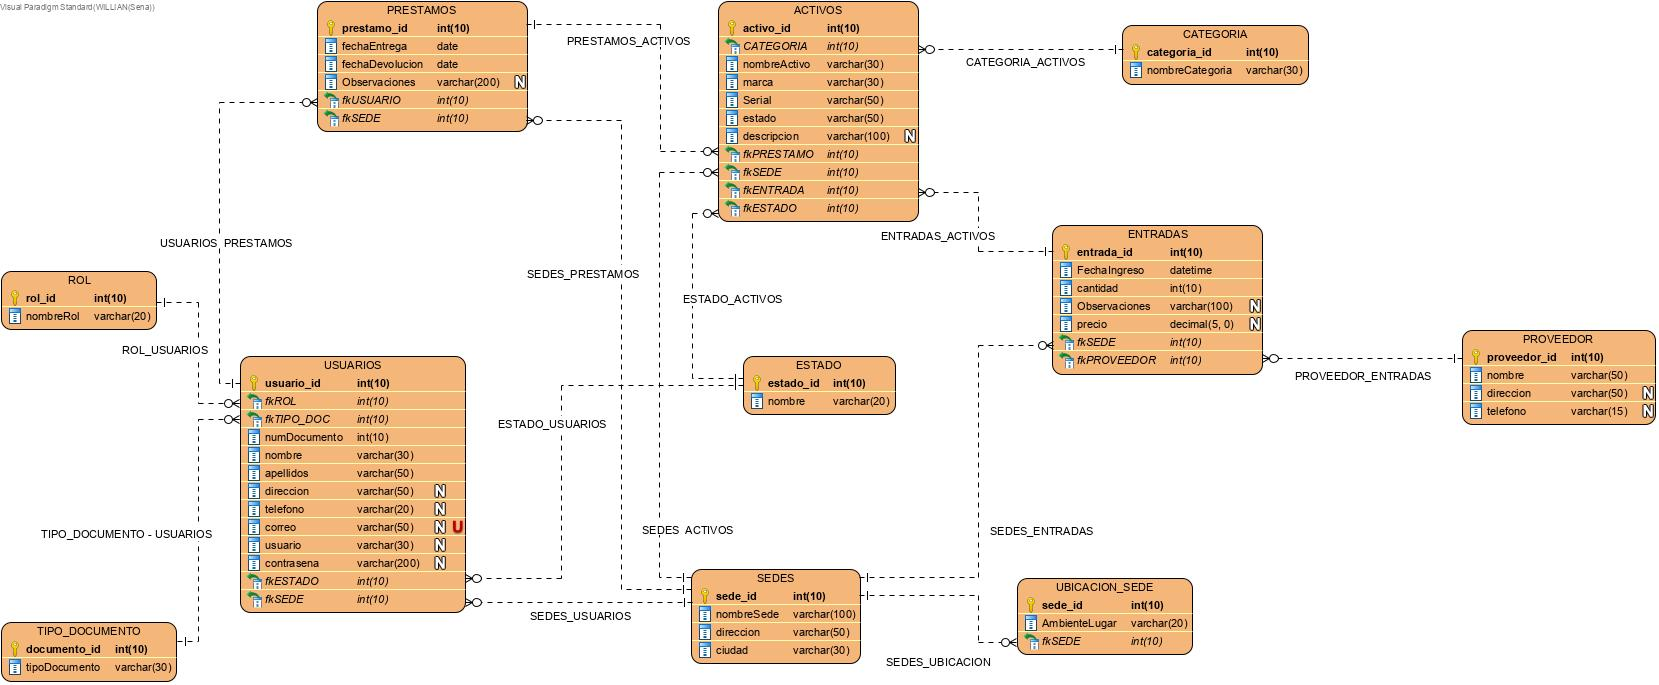 Visual Paradigm Standard(WILLIAN(Sena))
PRESTAMOS
prestamo_id int(10)
fechaEntrega date
fechaDevolucion date
Observaciones varchar(200) N
fkUSUARIO int(10)
fkSEDE int(10)
PRESTAMOS_ACTIVOS
ACTIVOS
activo_id int(10)
CATEGORIA int(10)
nombreActivo varchar(30)
marca varchar(30)
Serial varchar(50)
estado varchar(50)
descripcion varchar(100) N
fkPRESTAMO int(10)
fkSEDE int(10)
fkENTRADA int(10)
fkESTADO int(10)
CATEGORIA_ACTIVOS
CATEGORIA
categoria_id int(10)
nombreCategoria varchar(30)
USUARIOS_PRESTAMOS
SEDES_PRESTAMOS
ESTADO_ACTIVOS
ENTRADAS_ACTIVOS
ENTRADAS
entrada_id int(10)
FechaIngreso datetime
cantidad int(10)
Observaciones varchar(100) N
precio decimal(5, 0) N
fkSEDE int(10)
fkPROVEEDOR int(10)
ROL
rol_id int(10)
nombreRol varchar(20)
ROL_USUARIOS
PROVEEDOR_ENTRADAS
PROVEEDOR
proveedor_id int(10)
nombre varchar(50)
direccion varchar(50) N
telefono varchar(15) N
USUARIOS
usuario_id int(10)
fkROL int(10)
fkTIPO_DOC int(10)
numDocumento int(10)
nombre varchar(30)
apellidos varchar(50)
direccion varchar(50) N
telefono varchar(20) N
correo varchar(50) N U
usuario varchar(30) N
contrasena varchar(200) N
fkESTADO int(10)
fkSEDE int(10)
ESTADO
estado_id int(10)
nombre varchar(20)
ESTADO_USUARIOS
TIPO_DOCUMENTO - USUARIOS
SEDES_ACTIVOS
SEDES_ENTRADAS
SEDES_USUARIOS
SEDES
sede_id int(10)
nombreSede varchar(100)
direccion varchar(50)
ciudad varchar(30)
UBICACION_SEDE
sede_id int(10)
AmbienteLugar varchar(20)
fkSEDE int(10)
SEDES_UBICACION
TIPO_DOCUMENTO
documento_id int(10)
tipoDocumento varchar(30)